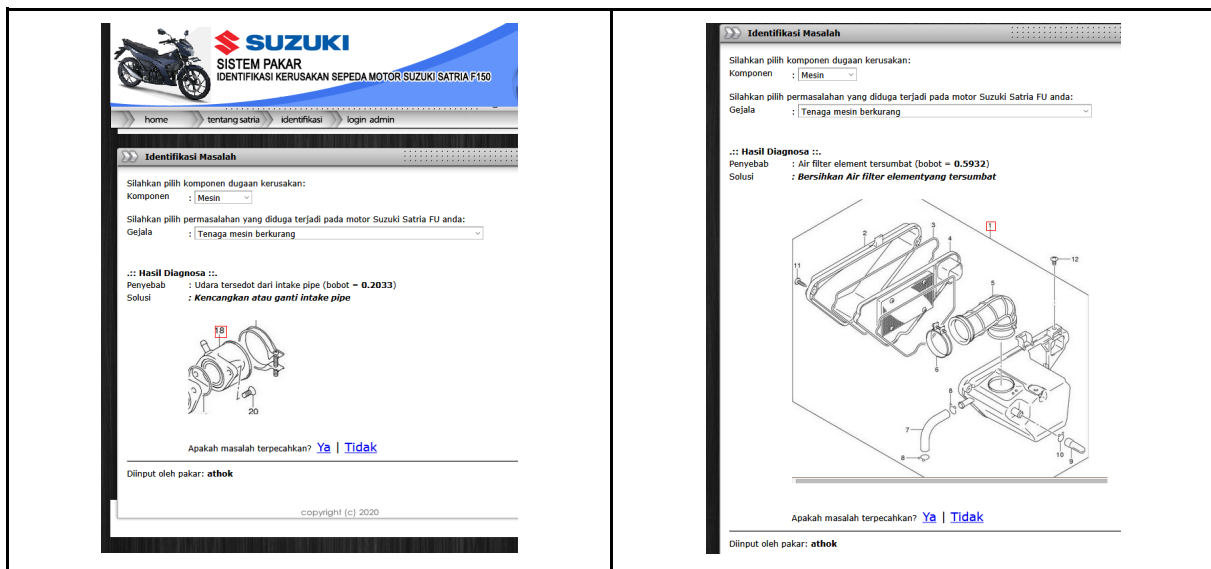 SUZUKI
SISTEM PAKAR
IDENTIFIKASI KERUSAKAN SEPEDA MOTOR SUZUKI SATRIA F150
home tentang satria identifikasi login admin
Identifikasi Masalah
Silahkan pilih komponen dugaan kerusakan:
Komponen : Mesin
Silahkan pilih permasalahan yang diduga terjadi pada motor Suzuki Satria FU anda:
Gejala : Tenaga mesin berkurang
.:: Hasil Diagnosa ::.
Penyebab : Udara tersedot dari intake pipe (bobot = 0.2033)
Solusi : Kencangkan atau ganti intake pipe
18
20
Apakah masalah terpecahkan? Ya | Tidak
Diinput oleh pakar: athok
copyright (c) 2020
Identifikasi Masalah
Silahkan pilih komponen dugaan kerusakan:
Komponen : Mesin
Silahkan pilih permasalahan yang diduga terjadi pada motor Suzuki Satria FU anda:
Gejala : Tenaga mesin berkurang
.:: Hasil Diagnosa ::.
Penyebab : Air filter element tersumbat (bobot = 0.5932)
Solusi : Bersihkan Air filter elementyang tersumbat
1
2
3
4
12
11
5
6
8
7
8
10
9
Apakah masalah terpecahkan? Ya | Tidak
Diinput oleh pakar: athok